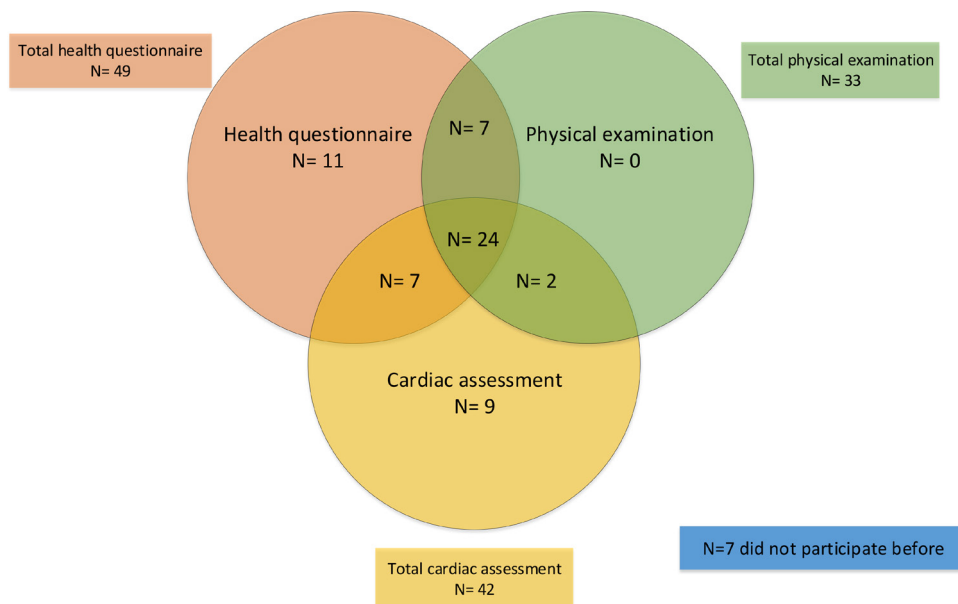 Total health questionnaire
N= 49
Total physical examination
N= 33
Health questionnaire
N= 11
N= 7
Physical examination
N= 0
N= 24
N= 7
N= 2
Cardiac assessment
N= 9
N=7 did not participate before
Total cardiac assessment
N= 42